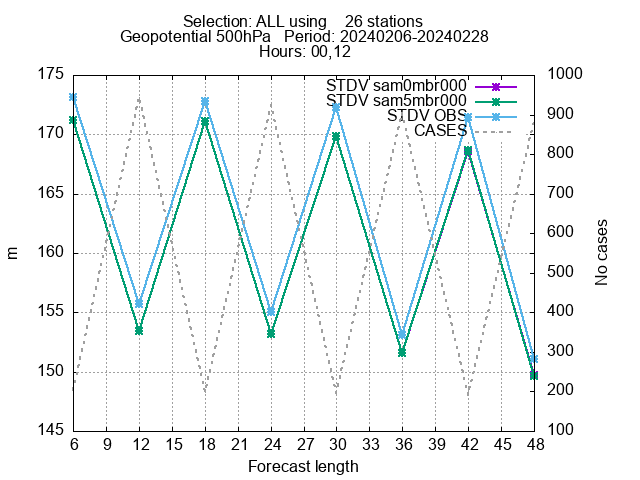 Selection: ALL using    26 stations
Geopotential 500hPa   Period: 20240206-20240228
Hours: 00,12
STDV sam0mbr000
STDV sam5mbr000
STDV OBS
CASES
175
170
165
160
155
150
145
m
1000
900
800
700
600
500
400
300
200
100
No cases
6 9 12 15 18 21 24 27 30 33 36 39 42 45 48
Forecast length